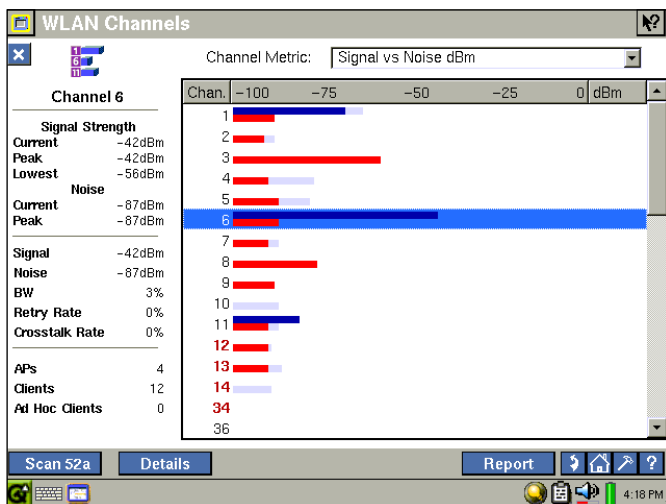 WLAN Channels
1
6
11
Channel Metric: Signal vs Noise dBm
Channel 6
Signal Strength
Current -42dBm
Peak -42dBm
Lowest -56dBm
Noise
Current -87dBm
Peak -87dBm
Signal -42dBm
Noise -87dBm
BW 3%
Retry Rate 0%
Crosstalk Rate 0%
APs 4
Clients 12
Ad Hoc Clients 0
Chan. -100 -75 -50 -25 0 dBm
1
2
3
4
5
6
7
8
9
10
11
12
13
14
34
36
Scan 52a Details Report ?
4:18 PM